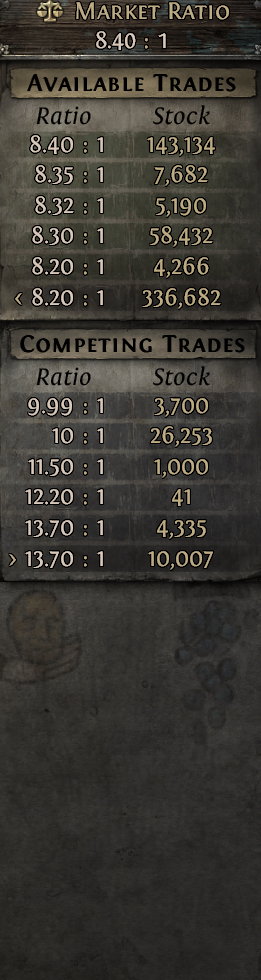 Market Ratio
8.40 : 1
Available Trades
Ratio Stock
8.40 : 1 143,134
8.35 : 1 7,682
8.32 : 1 5,190
8.30 : 1 58,432
8.20 : 1 4,266
< 8.20 : 1 336,682
Competing Trades
Ratio Stock
9.99 : 1 3,700
10 : 1 26,253
11.50 : 1 1,000
12.20 : 1 41
13.70 : 1 4,335
> 13.70 : 1 10,007